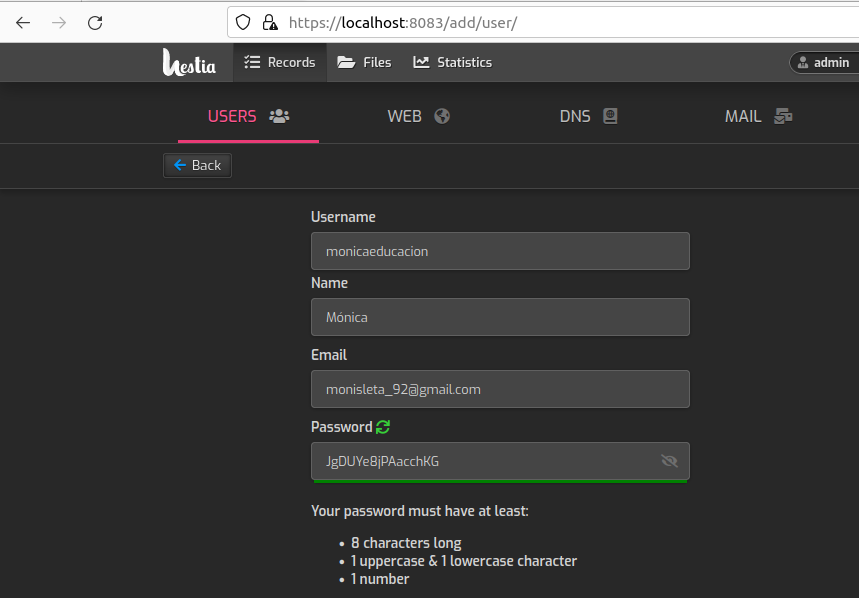 https://localhost:8083/add/user/
Hestia Records Files Statistics admin
USERS WEB DNS MAIL
Back
Username
monicaeducacion
Name
Mónica
Email
monisleta_92@gmail.com
Password
JgDUYe8jPAacchKG
Your password must have at least:
• 8 characters long
• 1 uppercase & 1 lowercase character
• 1 number